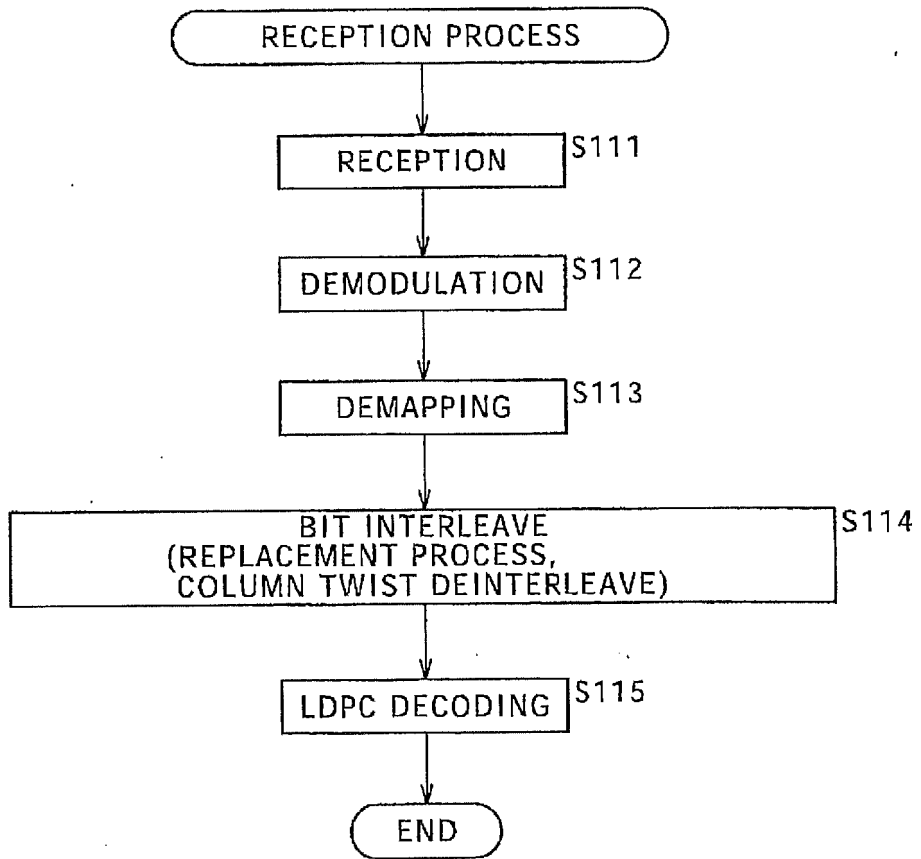 RECEPTION PROCESS
RECEPTION
S111
DEMODULATION
S112
DEMAPPING
S113
BIT INTERLEAVE
(REPLACEMENT PROCESS,
COLUMN TWIST DEINTERLEAVE)
S114
LDPC DECODING
S115
END